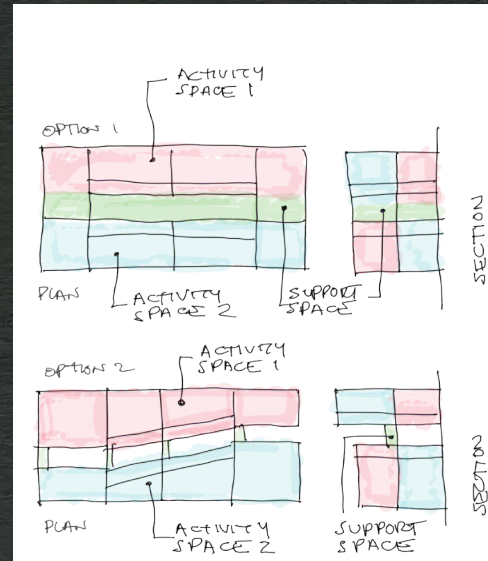 ACTIVITY
SPACE 1
OPTION 1
SECTION
PLAN
ACTIVITY
SPACE 2
SUPPORT
SPACE
OPTION 2
ACTIVITY
SPACE 1
SECTION
PLAN
ACTIVITY
SPACE 2
SUPPORT
SPACE